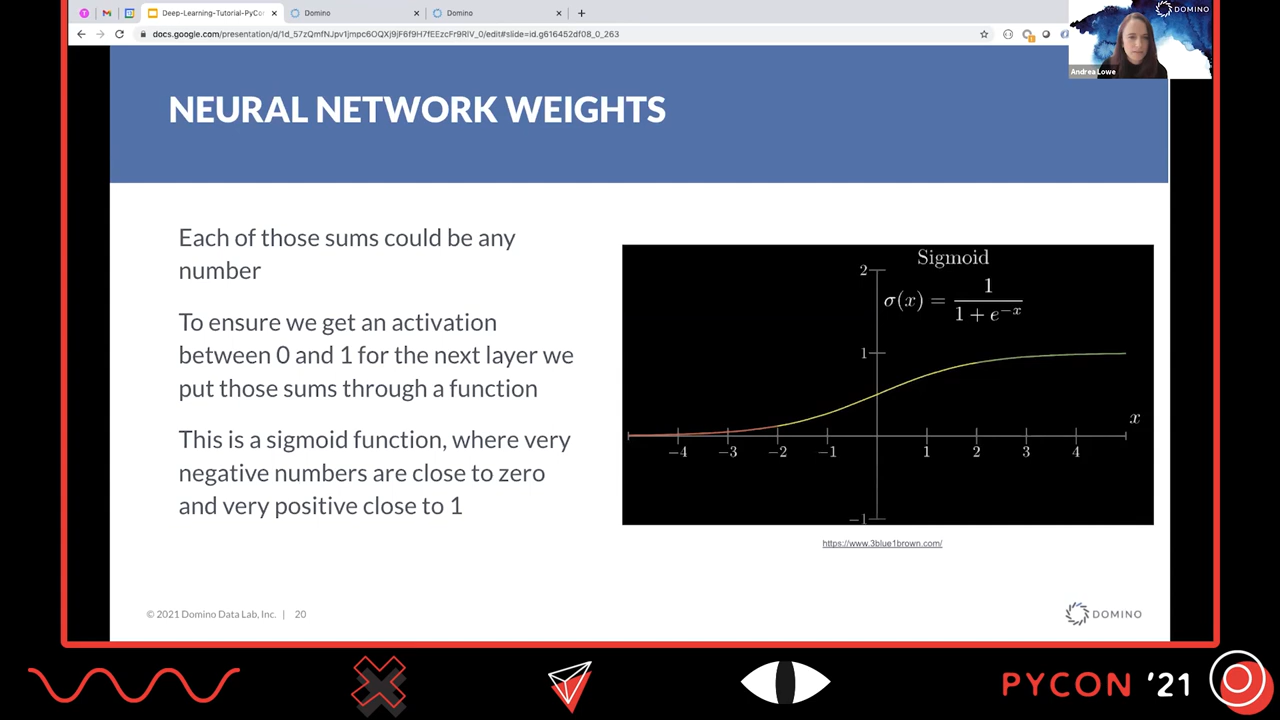 Deep-Learning-Tutorial-PyCon
Domino
Domino
docs.google.com/presentation/d/1d_57zQmfNJpv1jmpc6OQXj9jF6f9H7fEEzcFr9RlV_0/edit#slide=id.g616452df08_0_263
DOMINO
Andrea Lowe
NEURAL NETWORK WEIGHTS
Each of those sums could be any
number
To ensure we get an activation
between 0 and 1 for the next layer we
put those sums through a function
This is a sigmoid function, where very
negative numbers are close to zero
and very positive close to 1
Sigmoid
σ(x) = 1 / (1 + e^{-x})
2
1
x
−4 −3 −2 −1 1 2 3 4
−1
https://www.3blue1brown.com/
© 2021 Domino Data Lab, Inc. | 20
DOMINO
PYCON '21